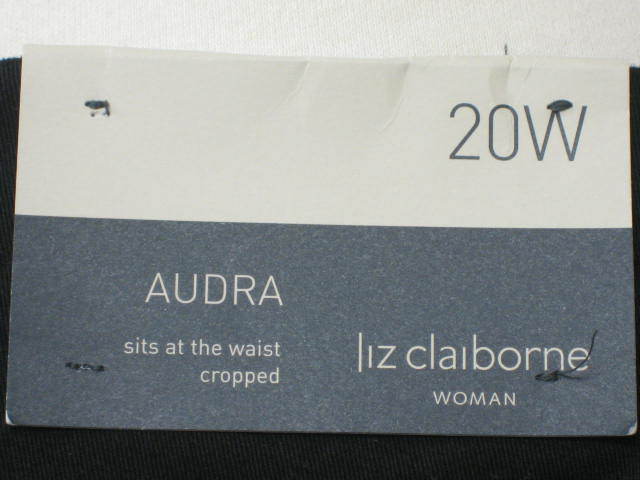 20W
AUDRA
sits at the waist
cropped
liz claiborne
WOMAN